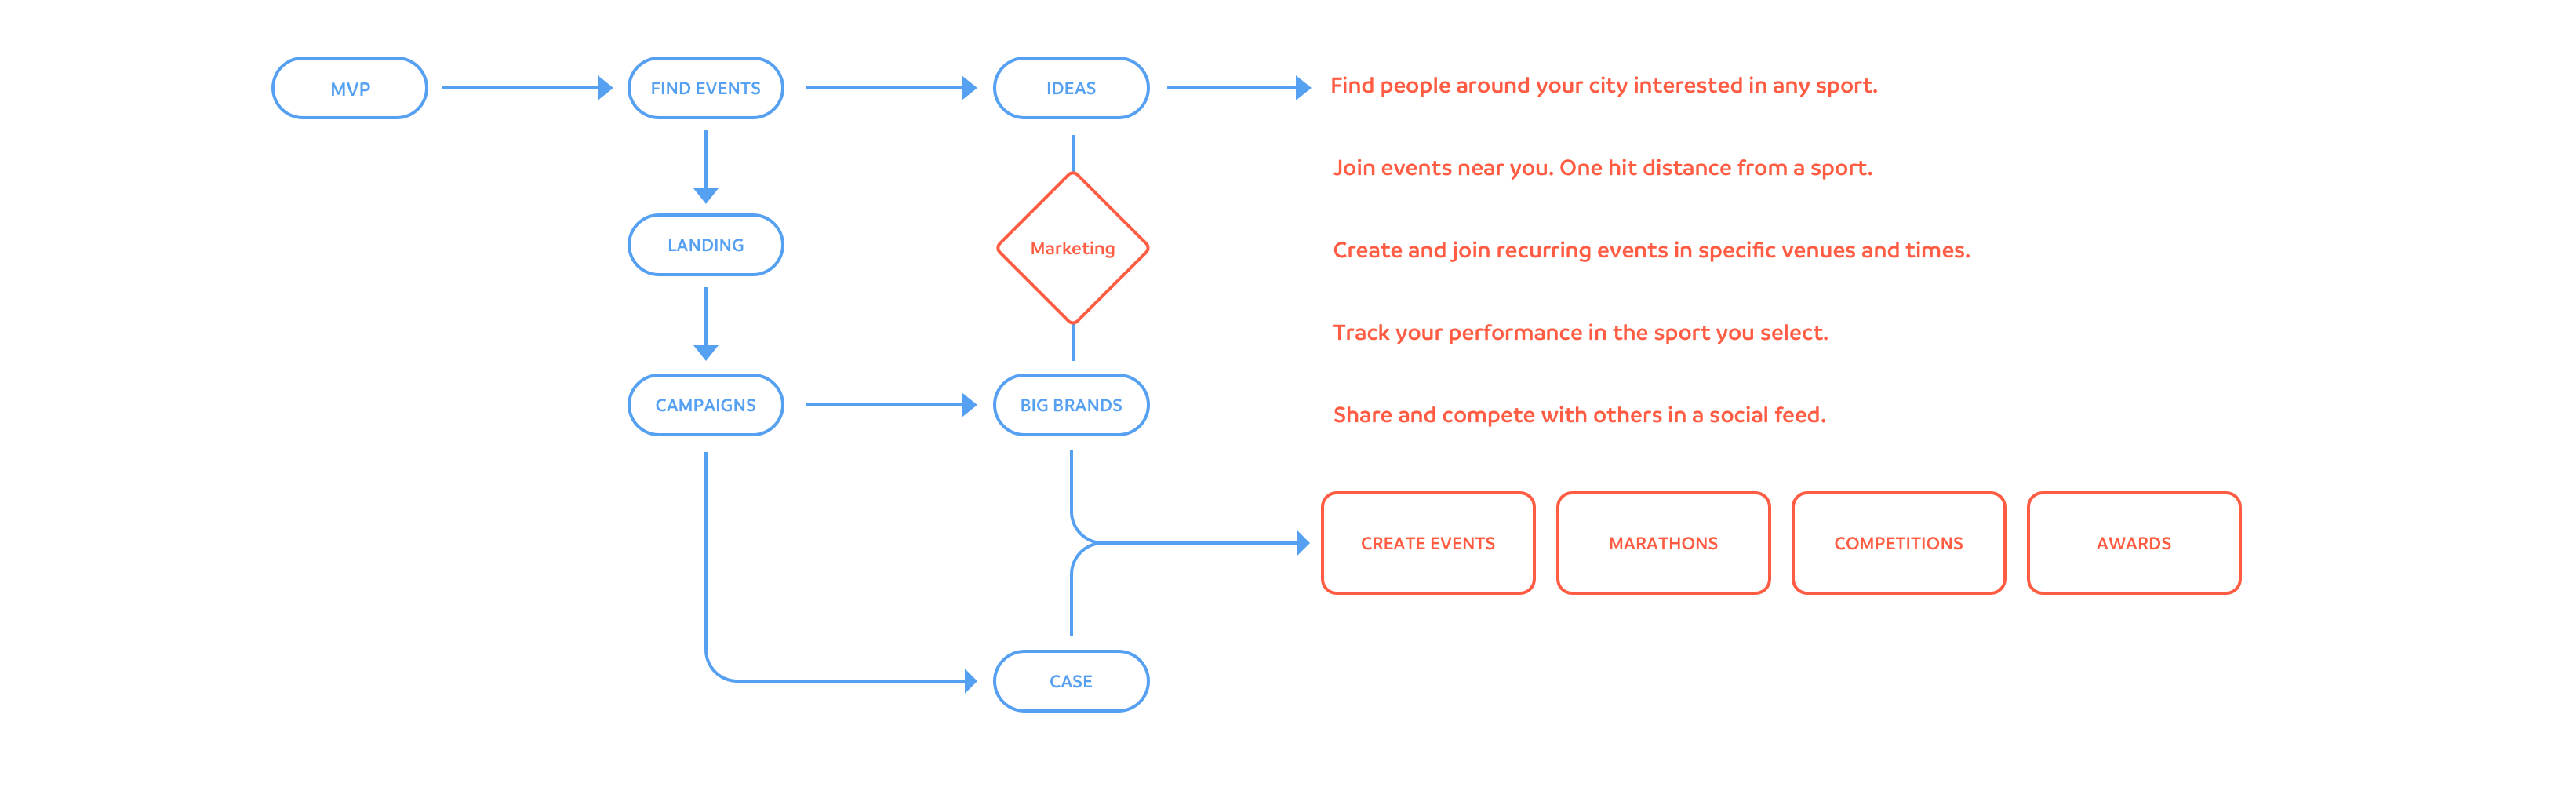 MVP
FIND EVENTS
IDEAS
Find people around your city interested in any sport.
Join events near you. One hit distance from a sport.
LANDING
Marketing
Create and join recurring events in specific venues and times.
Track your performance in the sport you select.
CAMPAIGNS
BIG BRANDS
Share and compete with others in a social feed.
CREATE EVENTS
MARATHONS
COMPETITIONS
AWARDS
CASE